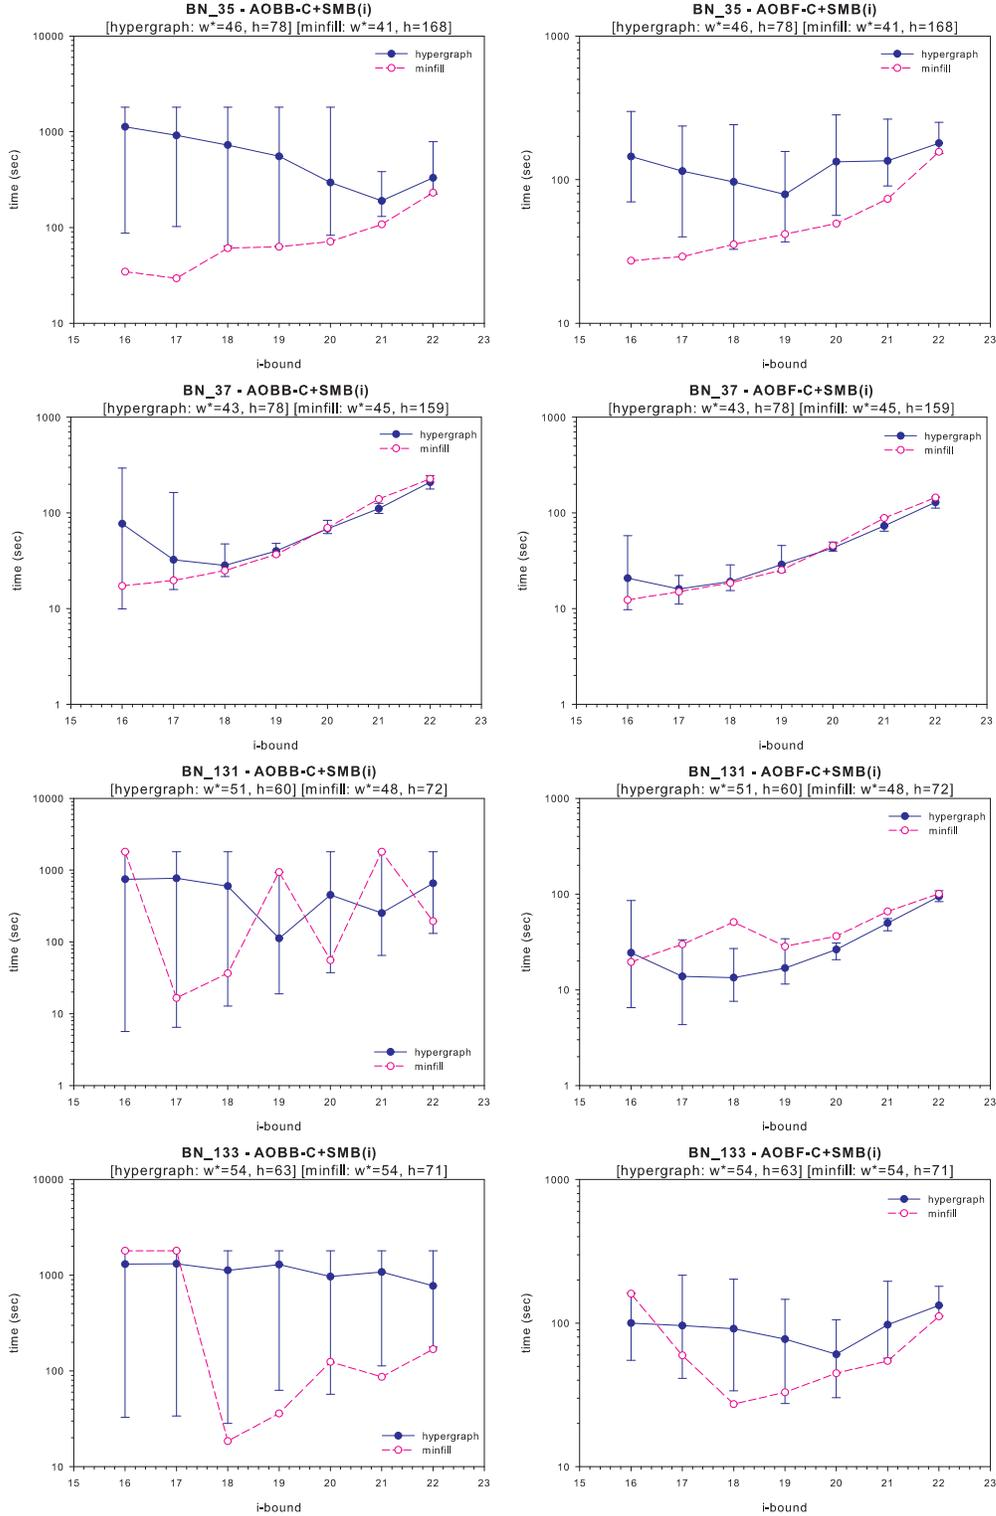 BN_35 - AOBB-C+SMB(i)
[hypergraph: w*=46, h=78] [minfill: w*=41, h=168]
10000
1000
100
10
time (sec)
hypergraph
minfill
15 16 17 18 19 20 21 22 23
i-bound
BN_35 - AOBF-C+SMB(i)
[hypergraph: w*=46, h=78] [minfill: w*=41, h=168]
1000
100
10
time (sec)
hypergraph
minfill
15 16 17 18 19 20 21 22 23
i-bound
BN_37 - AOBB-C+SMB(i)
[hypergraph: w*=43, h=78] [minfill: w*=45, h=159]
1000
100
10
1
time (sec)
hypergraph
minfill
15 16 17 18 19 20 21 22 23
i-bound
BN_37 - AOBF-C+SMB(i)
[hypergraph: w*=43, h=78] [minfill: w*=45, h=159]
1000
100
10
1
time (sec)
hypergraph
minfill
15 16 17 18 19 20 21 22 23
i-bound
BN_131 - AOBB-C+SMB(i)
[hypergraph: w*=51, h=60] [minfill: w*=48, h=72]
10000
1000
100
10
1
time (sec)
hypergraph
minfill
15 16 17 18 19 20 21 22 23
i-bound
BN_131 - AOBF-C+SMB(i)
[hypergraph: w*=51, h=60] [minfill: w*=48, h=72]
1000
100
10
1
time (sec)
hypergraph
minfill
15 16 17 18 19 20 21 22 23
i-bound
BN_133 - AOBB-C+SMB(i)
[hypergraph: w*=54, h=63] [minfill: w*=54, h=71]
10000
1000
100
10
time (sec)
hypergraph
minfill
15 16 17 18 19 20 21 22 23
i-bound
BN_133 - AOBF-C+SMB(i)
[hypergraph: w*=54, h=63] [minfill: w*=54, h=71]
1000
100
10
time (sec)
hypergraph
minfill
15 16 17 18 19 20 21 22 23
i-bound